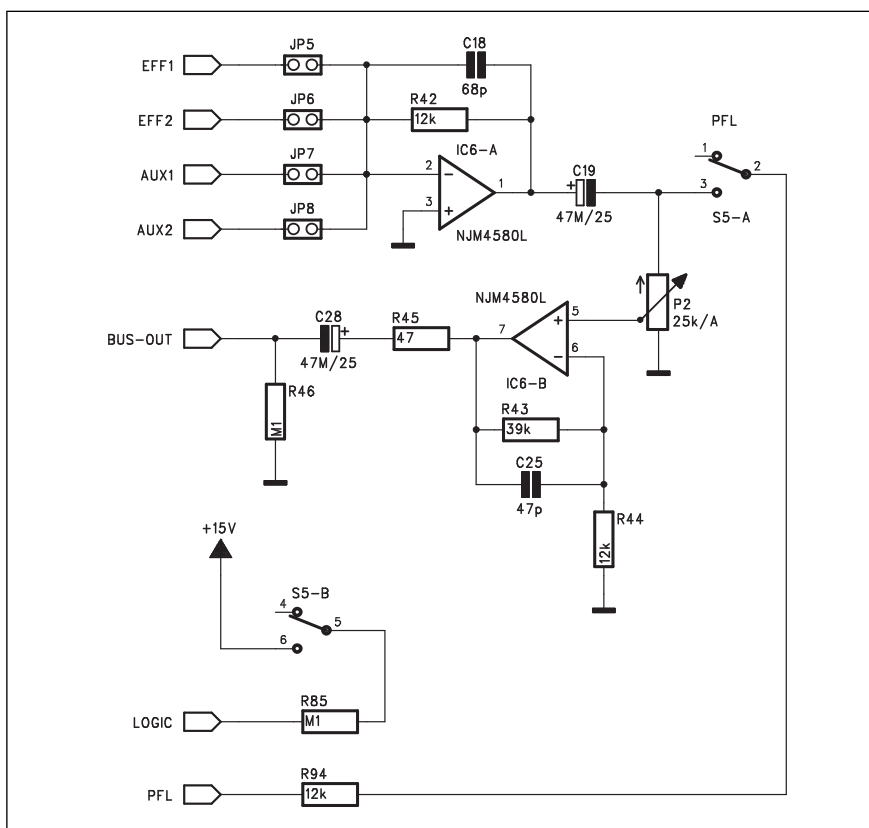 JP5
C18
EFF1
68p
JP6
R42
EFF2
12k
PFL
JP7
IC6-A
1
AUX1
2
-
C19
2
1
+
3
+
3
JP8
47M/25
S5-A
AUX2
NJM4580L
NJM4580L
P2
25k/A
C28
R45
5
+
7
BUS-OUT
+
47
6
-
47M/25
IC6-B
R46
M1
R43
39k
C25
47p
R44
12k
+15V
S5-B
4
5
6
R85
LOGIC
M1
R94
PFL
12k